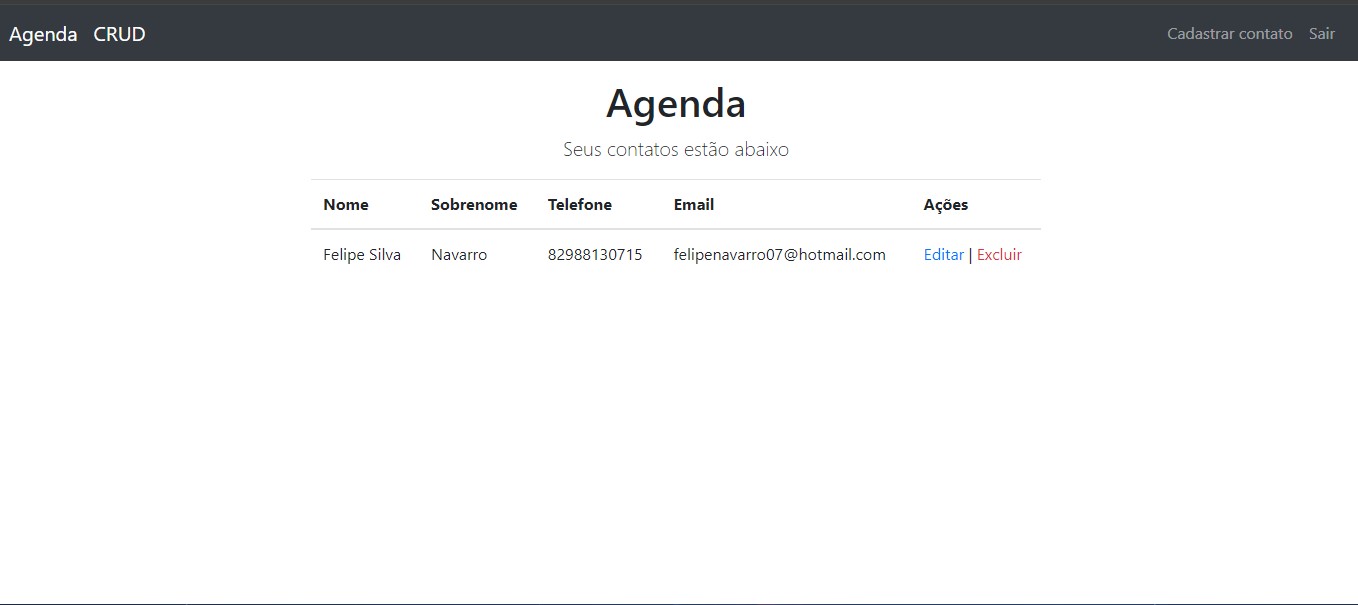 Agenda CRUD Cadastrar contato Sair
Agenda
Seus contatos estão abaixo
Nome Sobrenome Telefone Email Ações
Felipe Silva Navarro 82988130715 felipenavarro07@hotmail.com Editar | Excluir